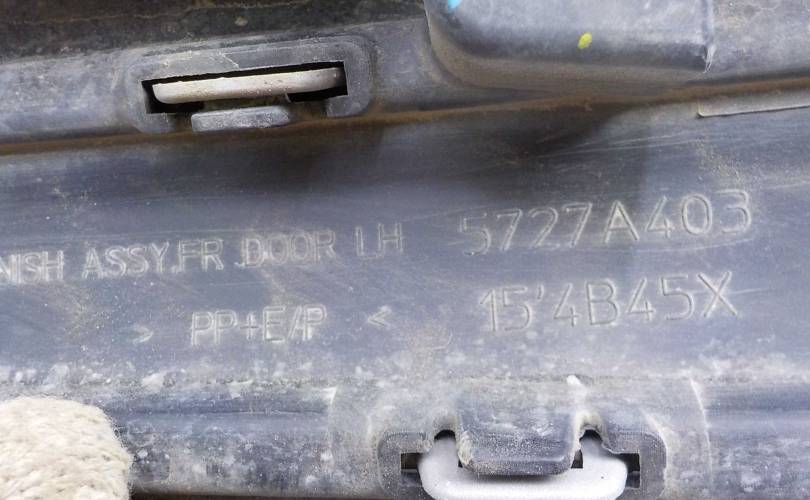 NISH ASSY,FR DOOR LH 5727A403
> PP+E/P < 15'4B45X